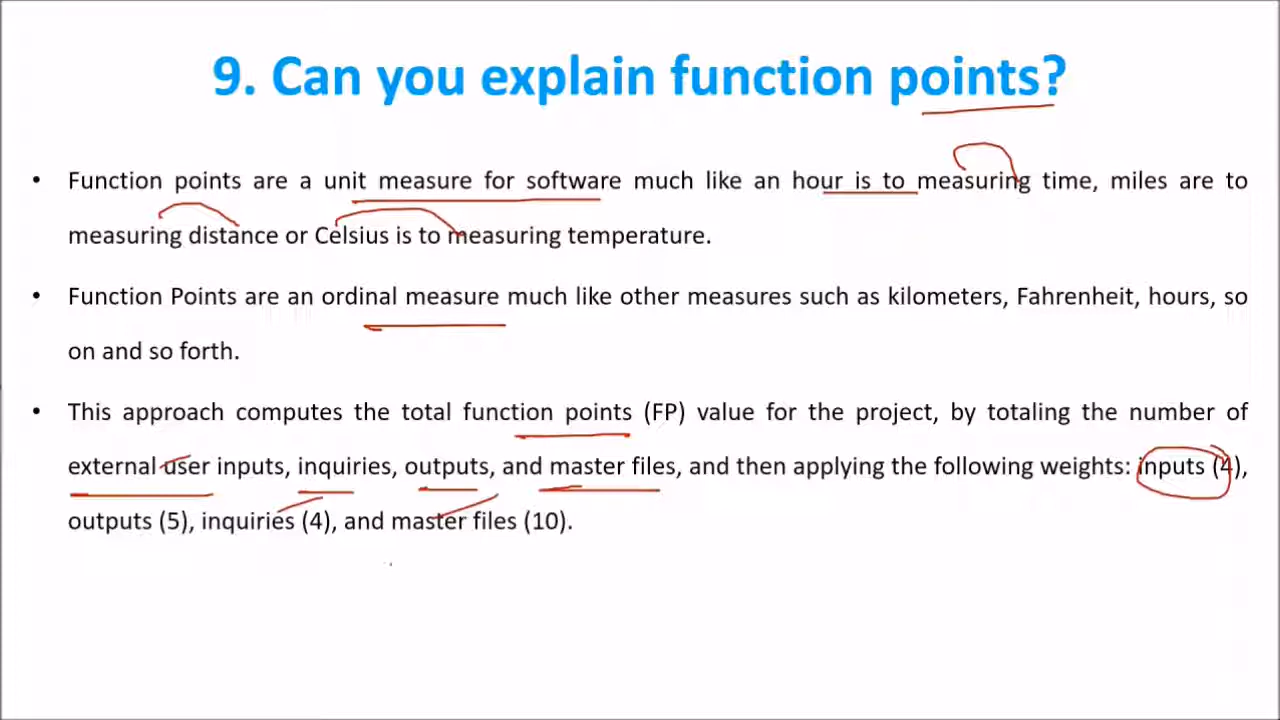 9. Can you explain function points?
• Function points are a unit measure for software much like an hour is to measuring time, miles are to
measuring distance or Celsius is to measuring temperature.
• Function Points are an ordinal measure much like other measures such as kilometers, Fahrenheit, hours, so
on and so forth.
• This approach computes the total function points (FP) value for the project, by totaling the number of
external user inputs, inquiries, outputs, and master files, and then applying the following weights: inputs (4),
outputs (5), inquiries (4), and master files (10).